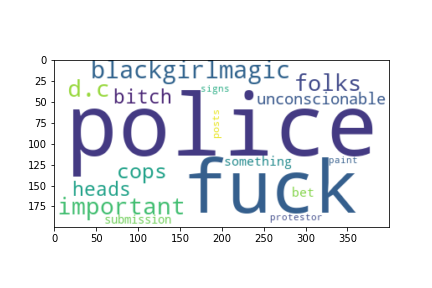 0
25
50
75
100
125
150
175
blackgirlmagic
d.c
signs
folks
bitch
unconscionable
police
posts
cops
something
paint
fuck
heads
bet
important
submission
protestor
0 50 100 150 200 250 300 350